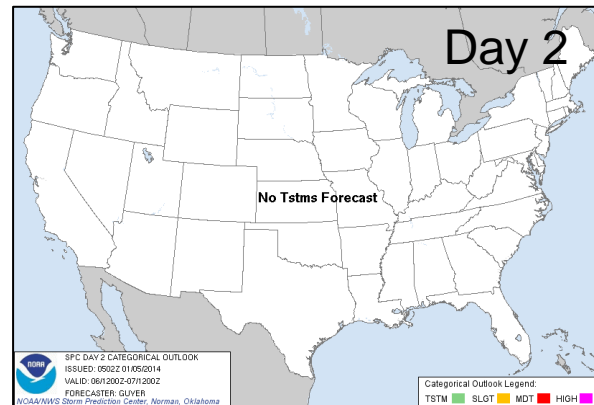 Day 2
No Tstms Forecast
NOAA
SPC DAY 2 CATEGORICAL OUTLOOK
ISSUED: 0502Z 01/05/2014
VALID: 06/1200Z-07/1200Z
FORECASTER: GUYER
NOAA/NWS Storm Prediction Center, Norman, Oklahoma
Categorical Outlook Legend:
TSTM SLGT MDT HIGH